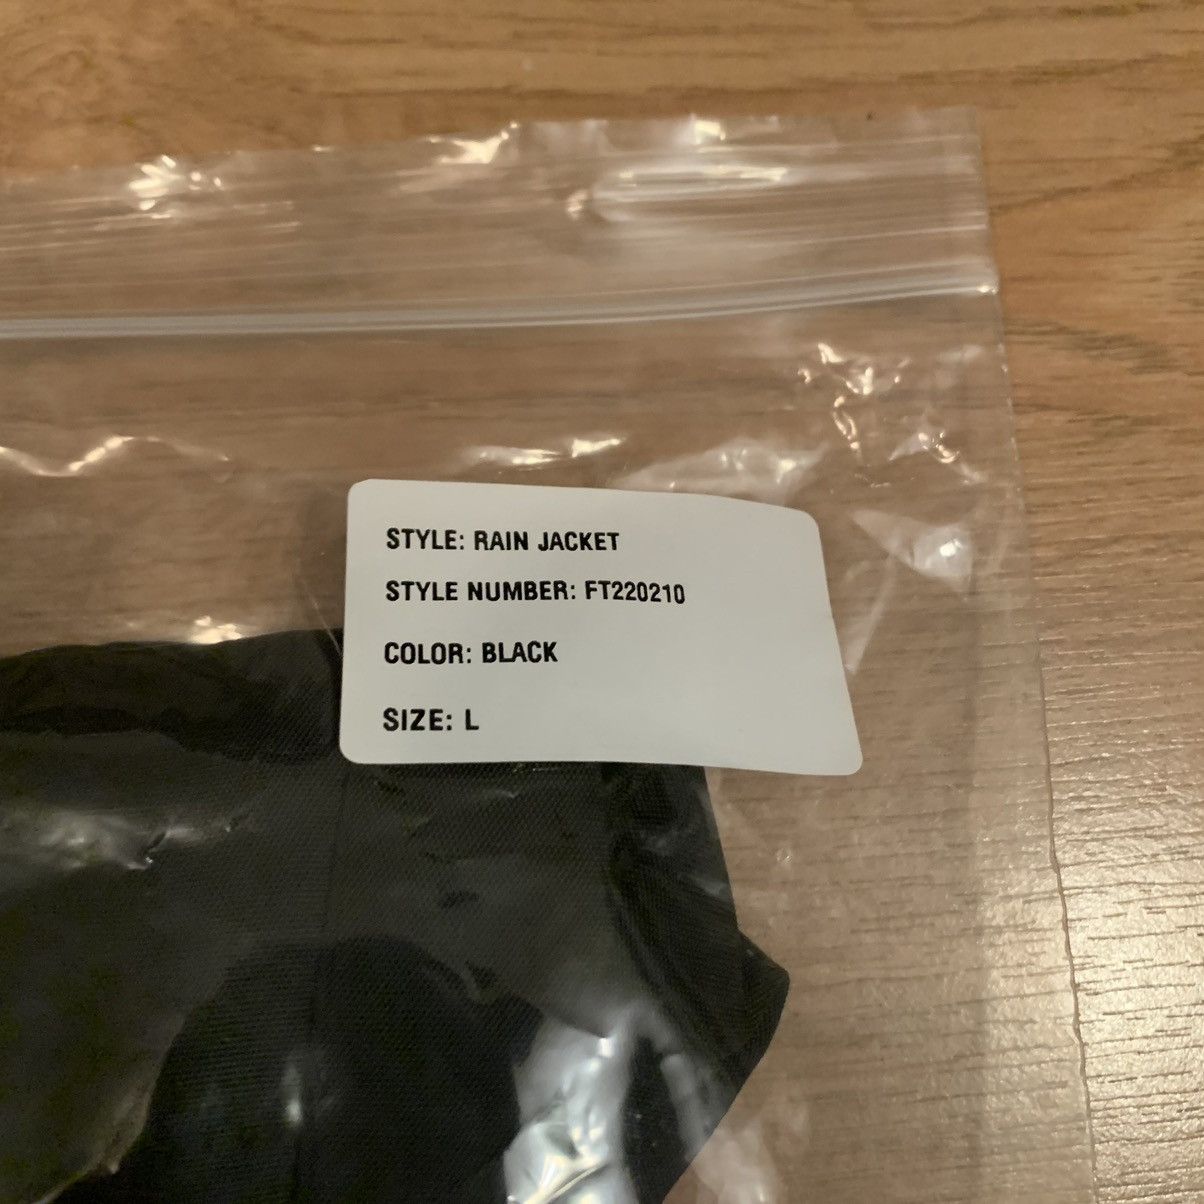 STYLE: RAIN JACKET
STYLE NUMBER: FT220210
COLOR: BLACK
SIZE: L